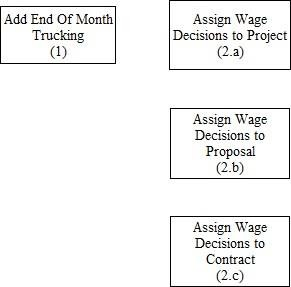 Add End Of Month
Trucking
(1)
Assign Wage
Decisions to Project
(2.a)
Assign Wage
Decisions to
Proposal
(2.b)
Assign Wage
Decisions to
Contract
(2.c)